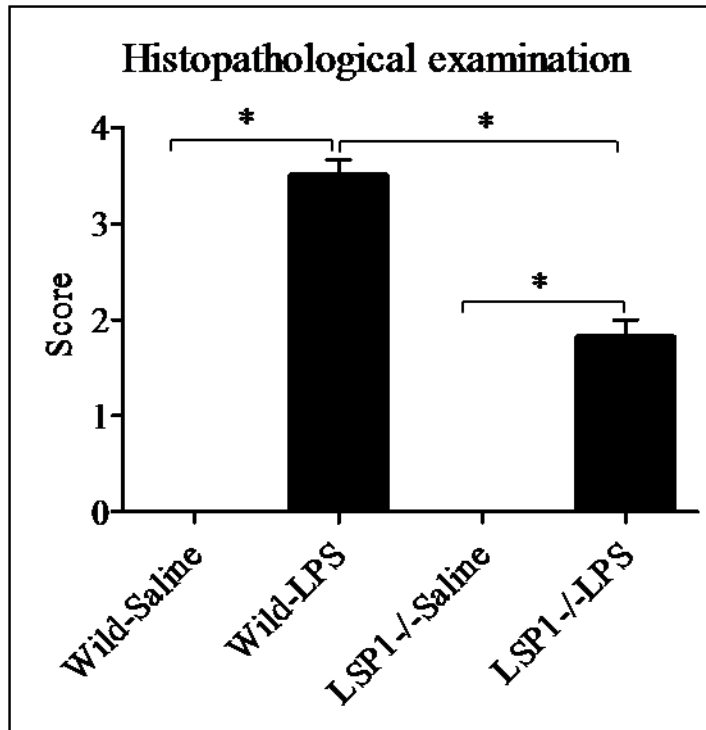 Histopathological examination
Score
4
3
2
1
0
*
*
*
Wild-Saline
Wild-LPS
LSP1-/-Saline
LSP1-/-LPS